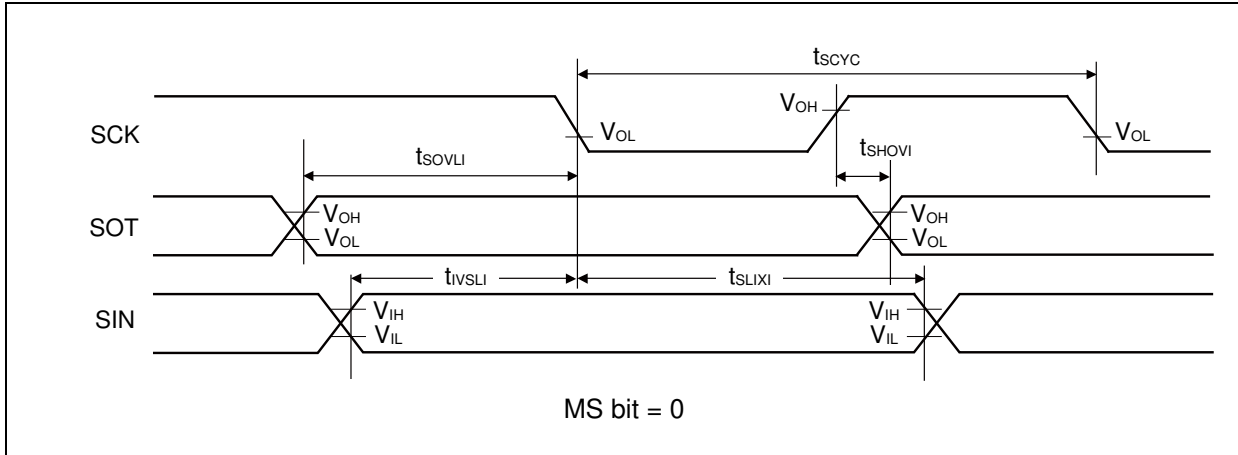 tSCYC
SCK
VOH
VOL
VOL
tSOVLI
tSHOVI
SOT
VOH
VOL
VOH
VOL
tIVSLI
tSLIXI
SIN
VIH
VIL
VIH
VIL
MS bit = 0